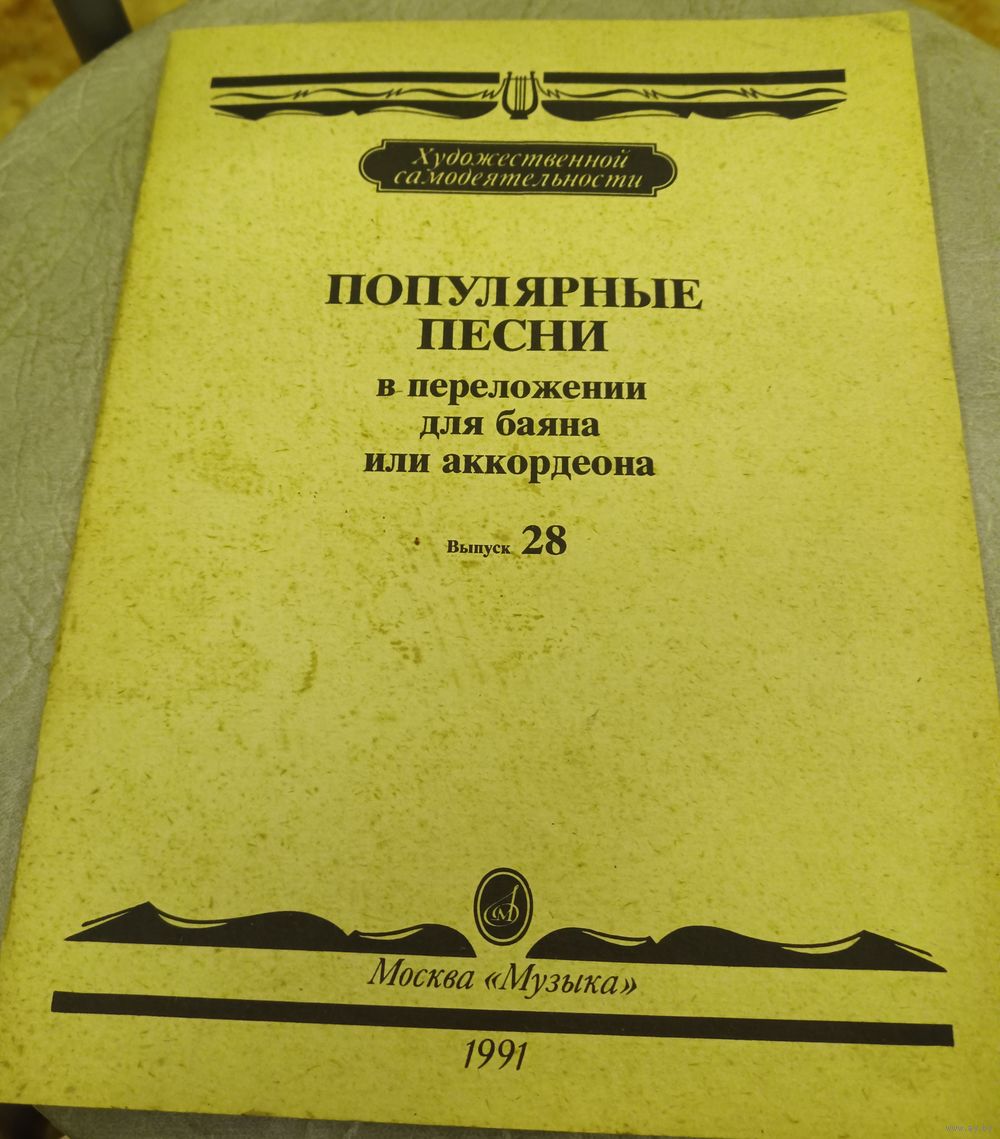 Художественной
самодеятельности
ПОПУЛЯРНЫЕ
ПЕСНИ
в переложении
для баяна
или аккордеона
Выпуск 28
М
Москва «Музыка»
1991